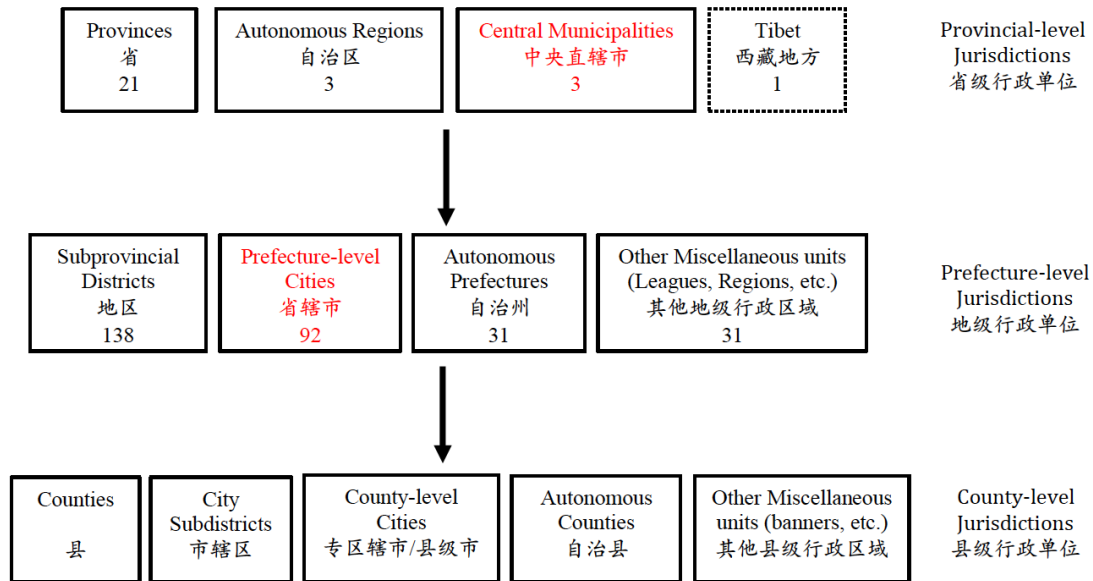 Provinces
省
21
Autonomous Regions
自治区
3
Central Municipalities
中央直辖市
3
Tibet
西藏地方
1
Provincial-level
Jurisdictions
省级行政单位
Subprovincial
Districts
地区
138
Prefecture-level
Cities
省辖市
92
Autonomous
Prefectures
自治州
31
Other Miscellaneous units
(Leagues, Regions, etc.)
其他地级行政区域
31
Prefecture-level
Jurisdictions
地级行政单位
Counties
县
City
Subdistricts
市辖区
County-level
Cities
专区辖市/县级市
Autonomous
Counties
自治县
Other Miscellaneous
units (banners, etc.)
其他县级行政区域
County-level
Jurisdictions
县级行政单位